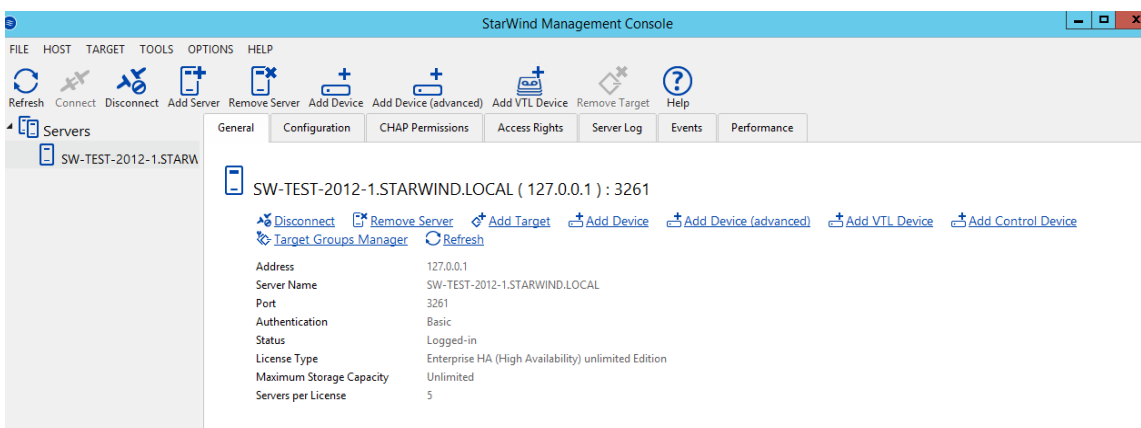 StarWind Management Console
FILE HOST TARGET TOOLS OPTIONS HELP
Refresh Connect Disconnect Add Server Remove Server Add Device Add Device (advanced) Add VTL Device Remove Target Help
Servers
SW-TEST-2012-1.STARW
General Configuration CHAP Permissions Access Rights Server Log Events Performance
SW-TEST-2012-1.STARWIND.LOCAL ( 127.0.0.1 ) : 3261
Disconnect Remove Server Add Target Add Device Add Device (advanced) Add VTL Device Add Control Device
Target Groups Manager Refresh
Address 127.0.0.1
Server Name SW-TEST-2012-1.STARWIND.LOCAL
Port 3261
Authentication Basic
Status Logged-in
License Type Enterprise HA (High Availability) unlimited Edition
Maximum Storage Capacity Unlimited
Servers per License 5